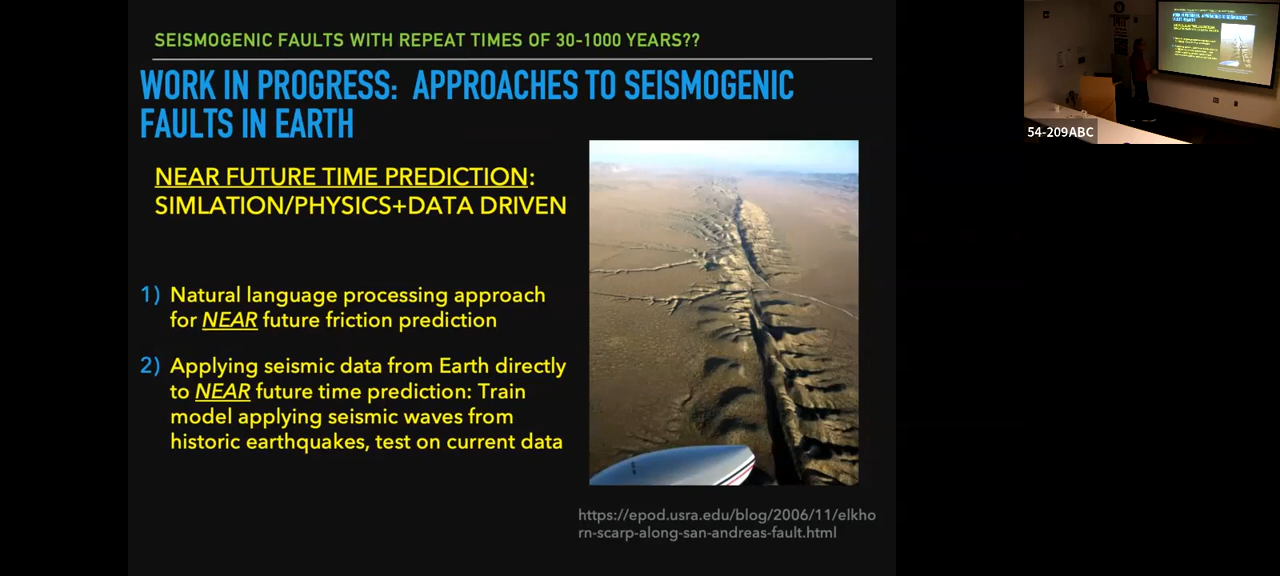 SEISMOGENIC FAULTS WITH REPEAT TIMES OF 30-1000 YEARS??
WORK IN PROGRESS: APPROACHES TO SEISMOGENIC
FAULTS IN EARTH
NEAR FUTURE TIME PREDICTION:
SIMLATION/PHYSICS+DATA DRIVEN
1) Natural language processing approach
for NEAR future friction prediction
2) Applying seismic data from Earth directly
to NEAR future time prediction: Train
model applying seismic waves from
historic earthquakes, test on current data
https://epod.usra.edu/blog/2006/11/elkho
rn-scarp-along-san-andreas-fault.html
54-209ABC